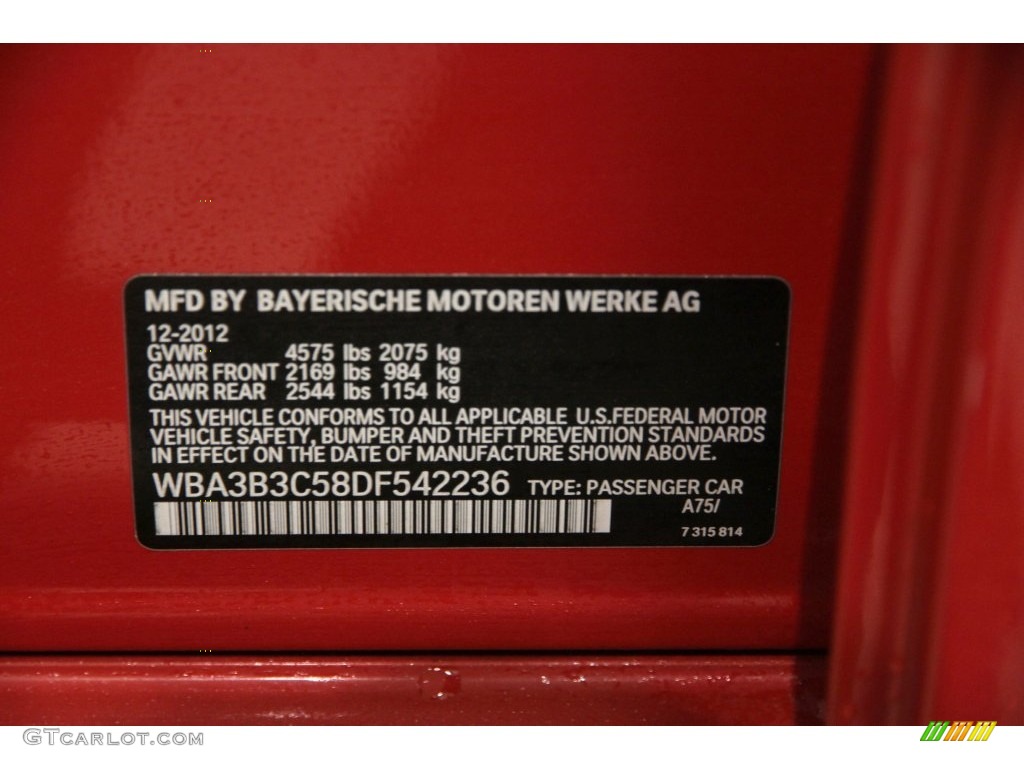 MFD BY BAYERISCHE MOTOREN WERKE AG
12-2012
GVWR 4575 lbs 2075 kg
GAWR FRONT 2169 lbs 984 kg
GAWR REAR 2544 lbs 1154 kg
THIS VEHICLE CONFORMS TO ALL APPLICABLE U.S.FEDERAL MOTOR
VEHICLE SAFETY, BUMPER AND THEFT PREVENTION STANDARDS
IN EFFECT ON THE DATE OF MANUFACTURE SHOWN ABOVE.
WBA3B3C58DF542236 TYPE: PASSENGER CAR
A75/
7 315 814
GTCarlot.com